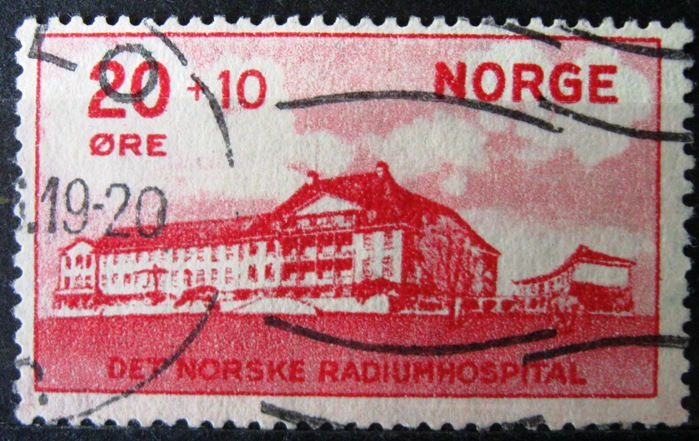 20 + 10 NORGE
ØRE
.19-20
DET NORSKE RADIUMHOSPITAL